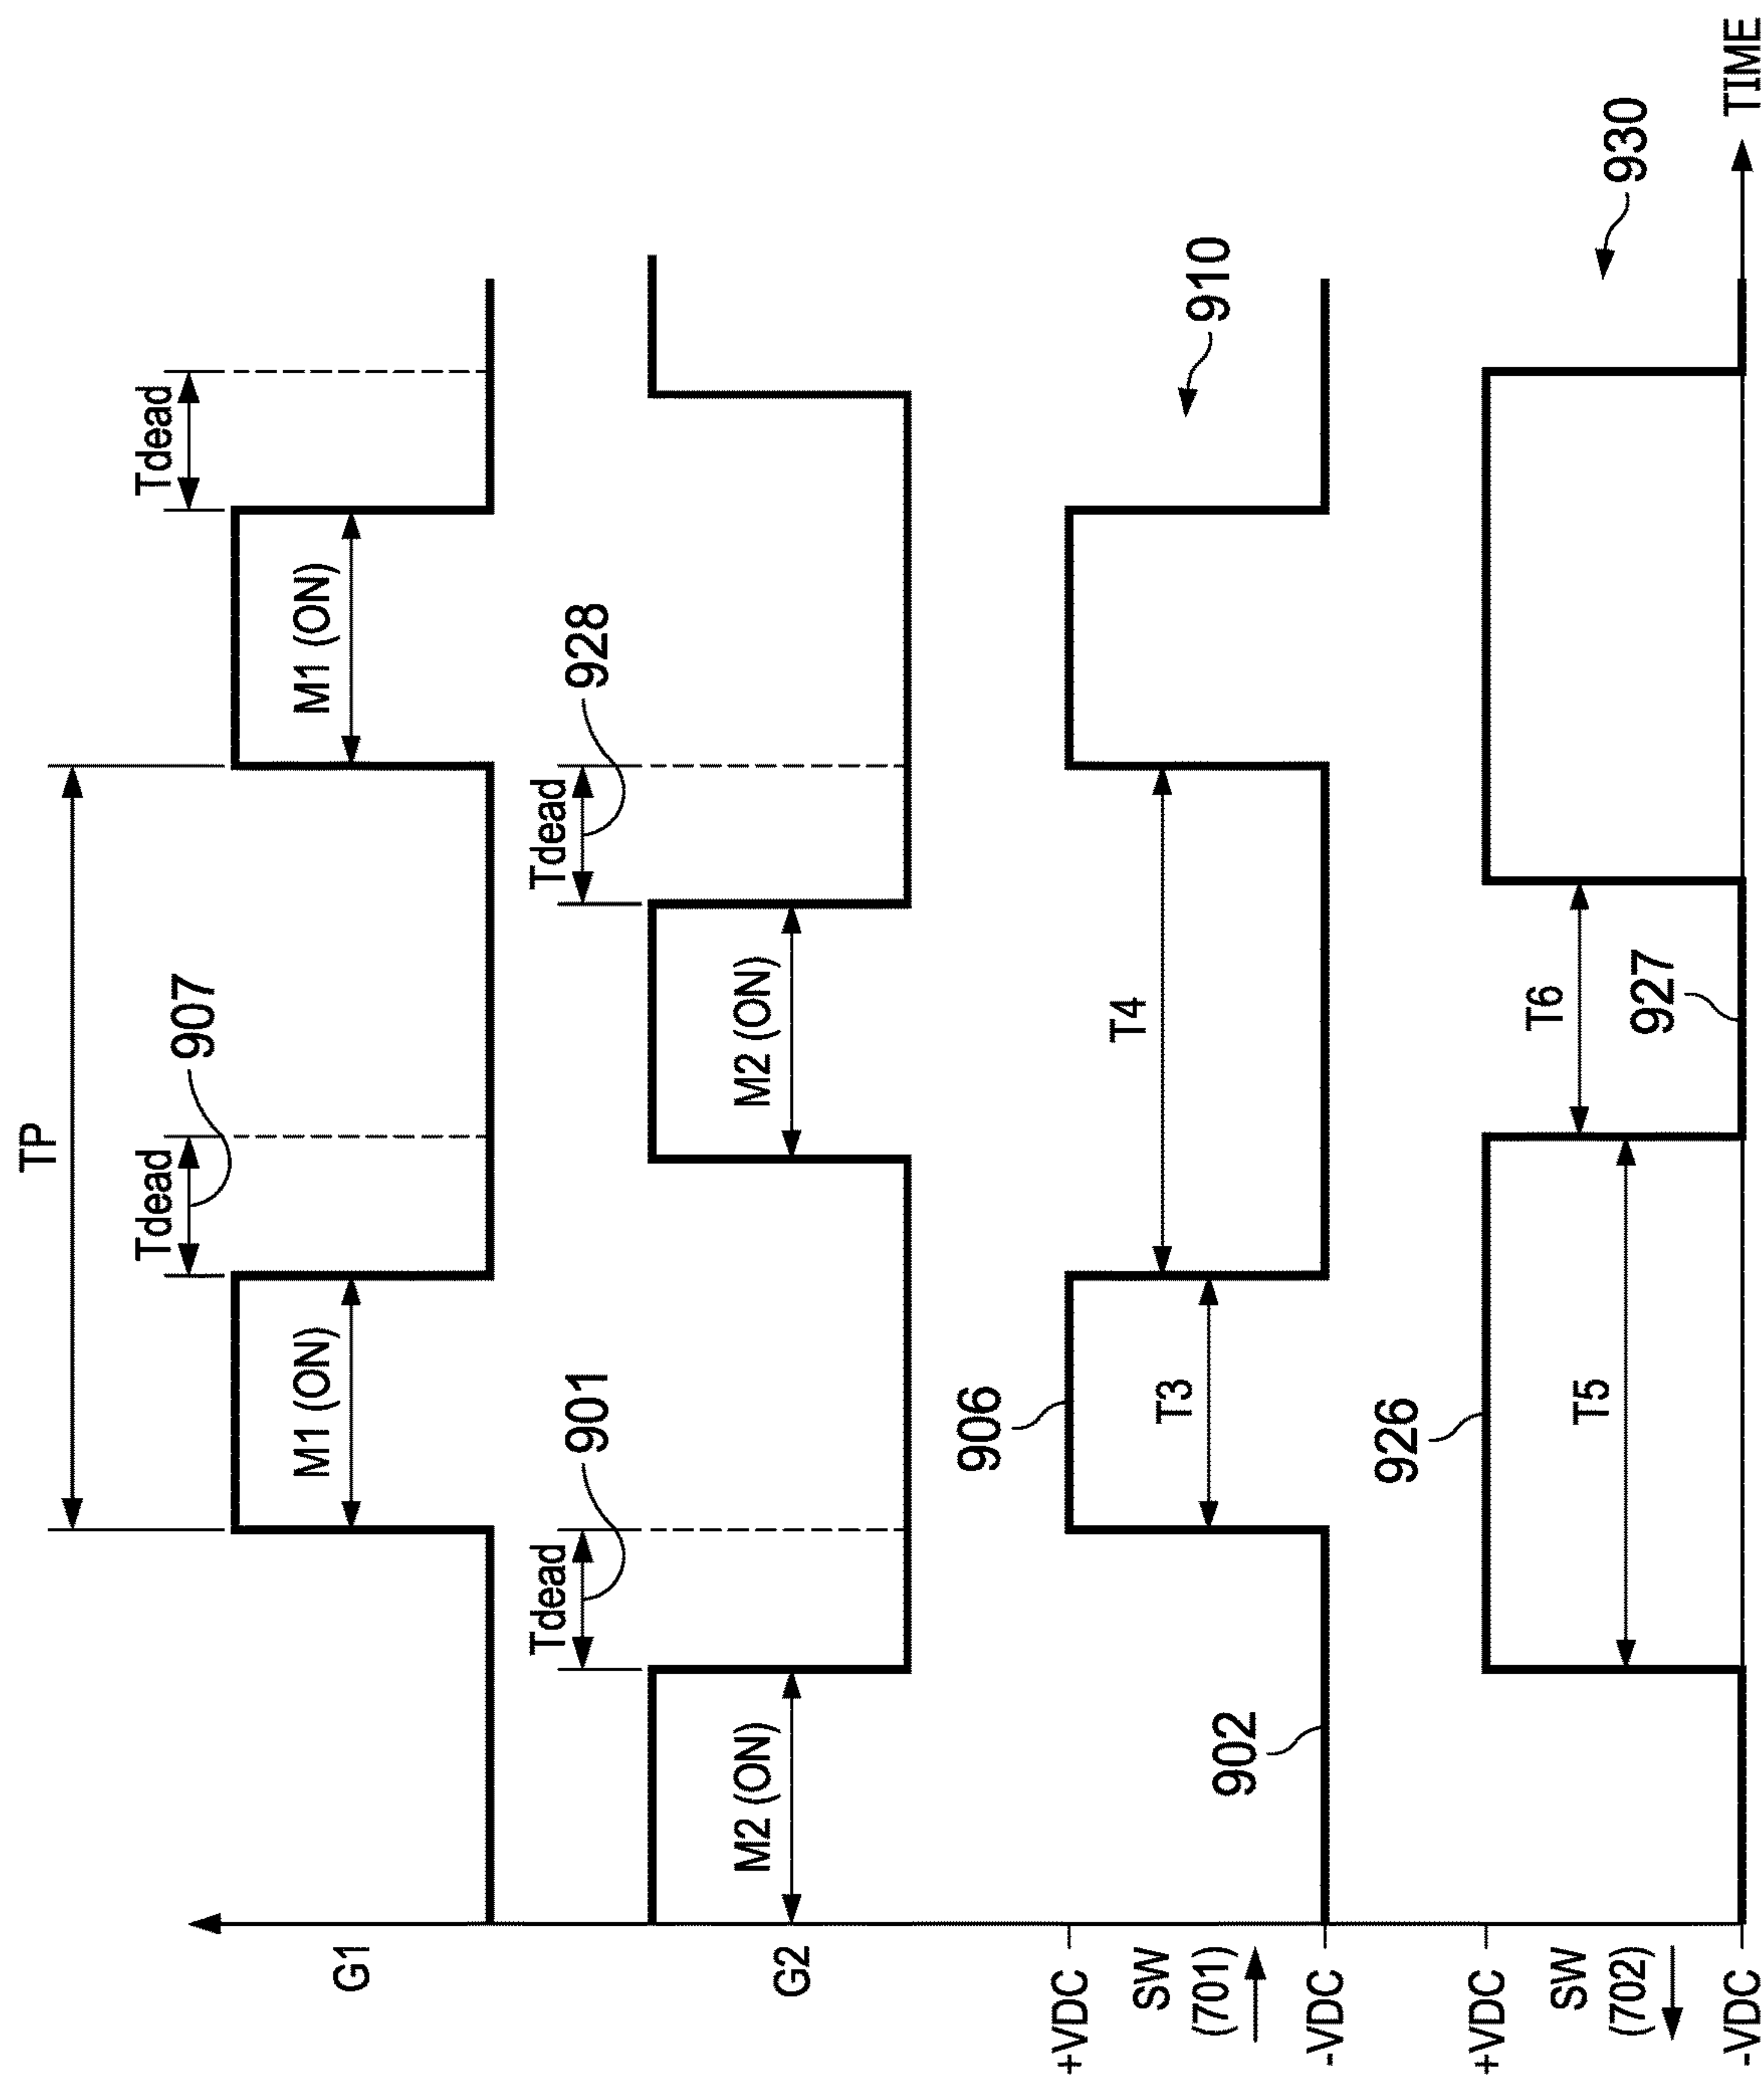 TP
Tdead
907
Tdead
G1
M1 (ON)
M1 (ON)
Tdead
901
Tdead
928
G2
M2 (ON)
M2 (ON)
+VDC
906
910
SW
(701)
T3
T4
-VDC
902
+VDC
926
930
SW
(702)
T5
T6
927
-VDC
TIME